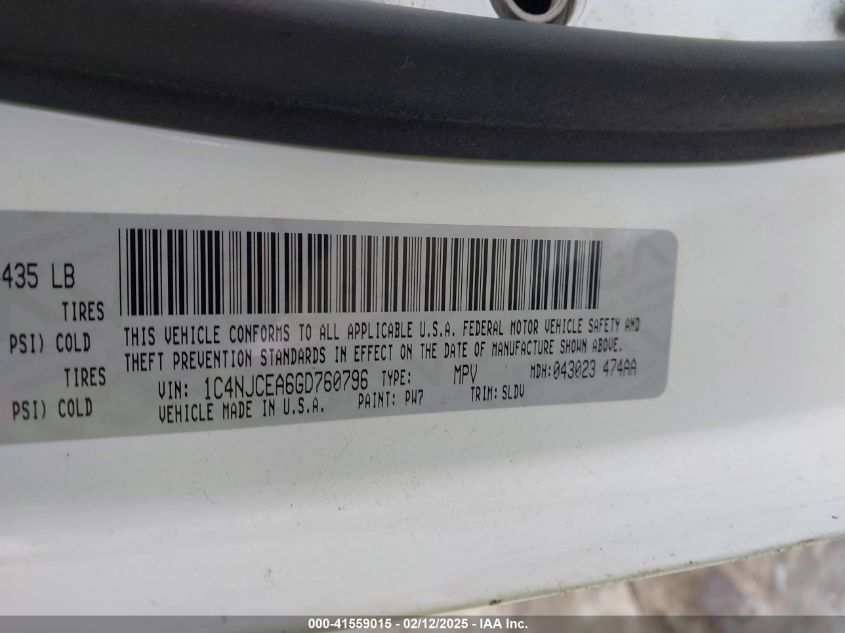 435 LB
TIRES
PSI) COLD
TIRES
PSI) COLD
THIS VEHICLE CONFORMS TO ALL APPLICABLE U.S.A. FEDERAL MOTOR VEHICLE SAFETY AND
THEFT PREVENTION STANDARDS IN EFFECT ON THE DATE OF MANUFACTURE SHOWN ABOVE.
VIN: 1C4NJCEA6GD760796 TYPE: MPV MDH:043023 474AA
VEHICLE MADE IN U.S.A. PAINT: PW7 TRIM: SLDV
000-41559015 - 02/12/2025 - IAA Inc.